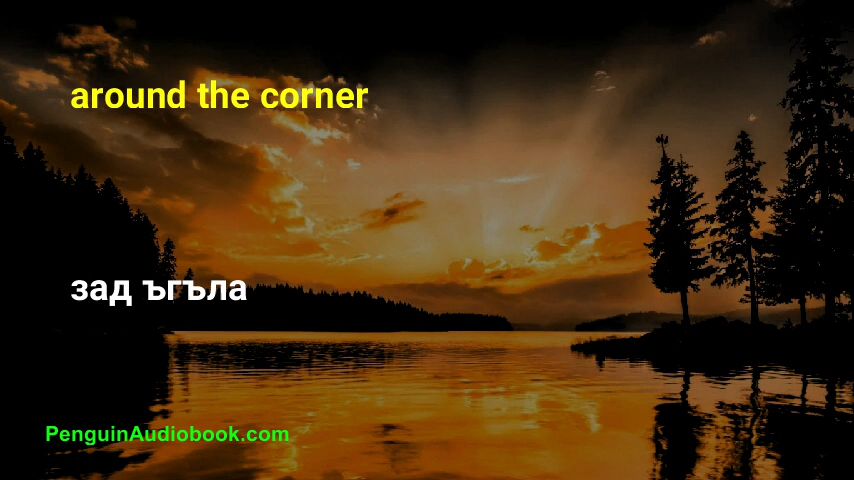 around the corner
зад ъгъла
PenguinAudiobook.com